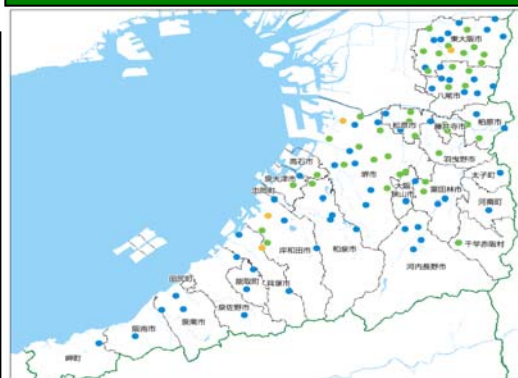 東大阪市
八尾市
柏原市
松原市
藤井寺市
羽曳野市
高石市
堺市
太子町
泉大津市
大阪
狭山市
富田林市
忠岡町
河南町
千早赤阪村
岸和田市
和泉市
河内長野市
田尻町
熊取町
貝塚市
泉佐野市
泉南市
阪南市
岬町